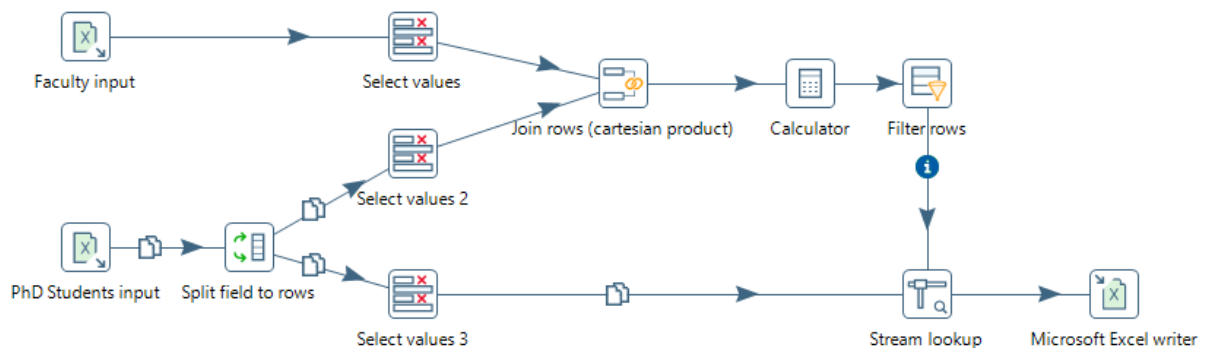 Faculty input
Select values
Join rows (cartesian product)
Calculator
Filter rows
Select values 2
PhD Students input
Split field to rows
Select values 3
Stream lookup
Microsoft Excel writer